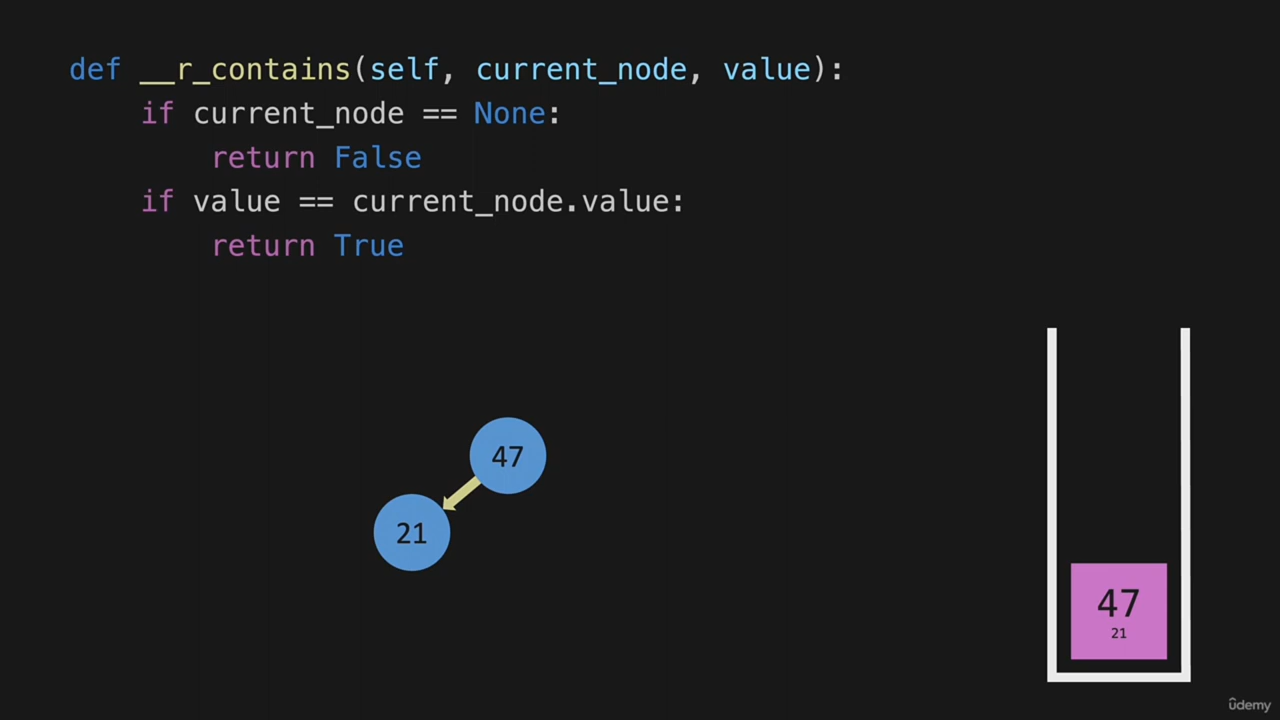 def __r_contains(self, current_node, value):
    if current_node == None:
        return False
    if value == current_node.value:
        return True
47
21
47
21
ûdemy